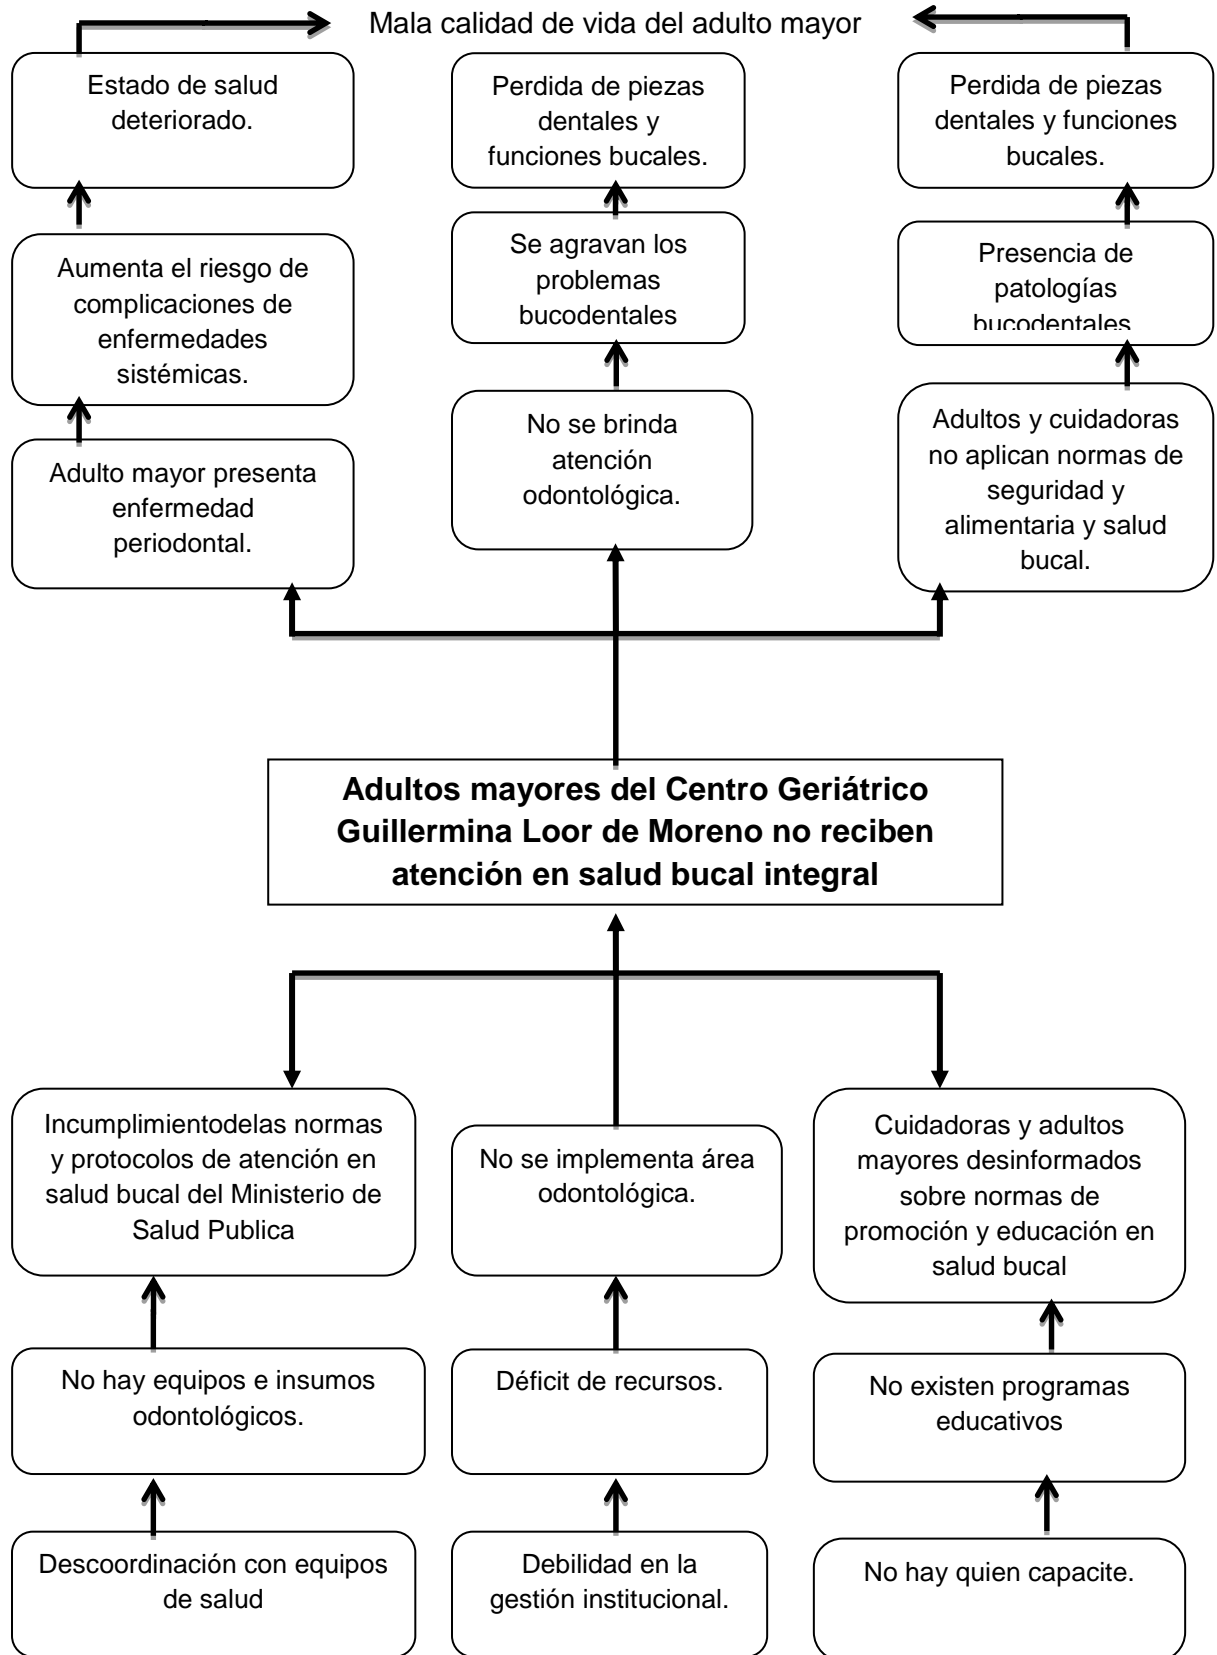 Mala calidad de vida del adulto mayor
Estado de salud
deteriorado.
Perdida de piezas
dentales y
funciones bucales.
Perdida de piezas
dentales y funciones
bucales.
Aumenta el riesgo de
complicaciones de
enfermedades
sistémicas.
Se agravan los
problemas
bucodentales
Presencia de
patologías
bucodentales
Adulto mayor presenta
enfermedad
periodontal.
No se brinda
atención
odontológica.
Adultos y cuidadoras
no aplican normas de
seguridad y
alimentaria y salud
bucal.
Adultos mayores del Centro Geriátrico
Guillermina Loor de Moreno no reciben
atención en salud bucal integral
Incumplimientodelas normas
y protocolos de atención en
salud bucal del Ministerio de
Salud Publica
No se implementa área
odontológica.
Cuidadoras y adultos
mayores desinformados
sobre normas de
promoción y educación en
salud bucal
No hay equipos e insumos
odontológicos.
Déficit de recursos.
No existen programas
educativos
Descoordinación con equipos
de salud
Debilidad en la
gestión institucional.
No hay quien capacite.